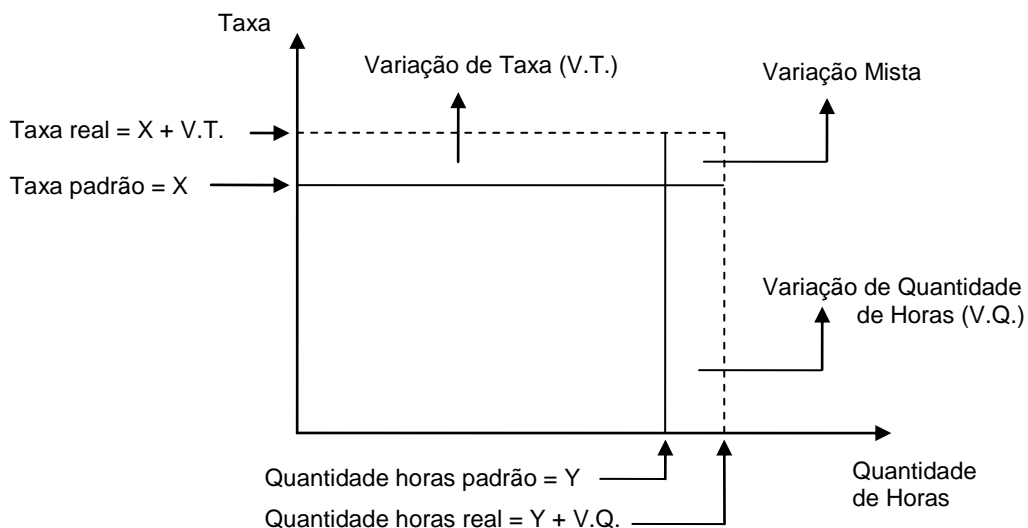 Taxa
Variação de Taxa (V.T.)
Variação Mista
Taxa real = X + V.T.
Taxa padrão = X
Variação de Quantidade
de Horas (V.Q.)
Quantidade horas padrão = Y
Quantidade
de Horas
Quantidade horas real = Y + V.Q.